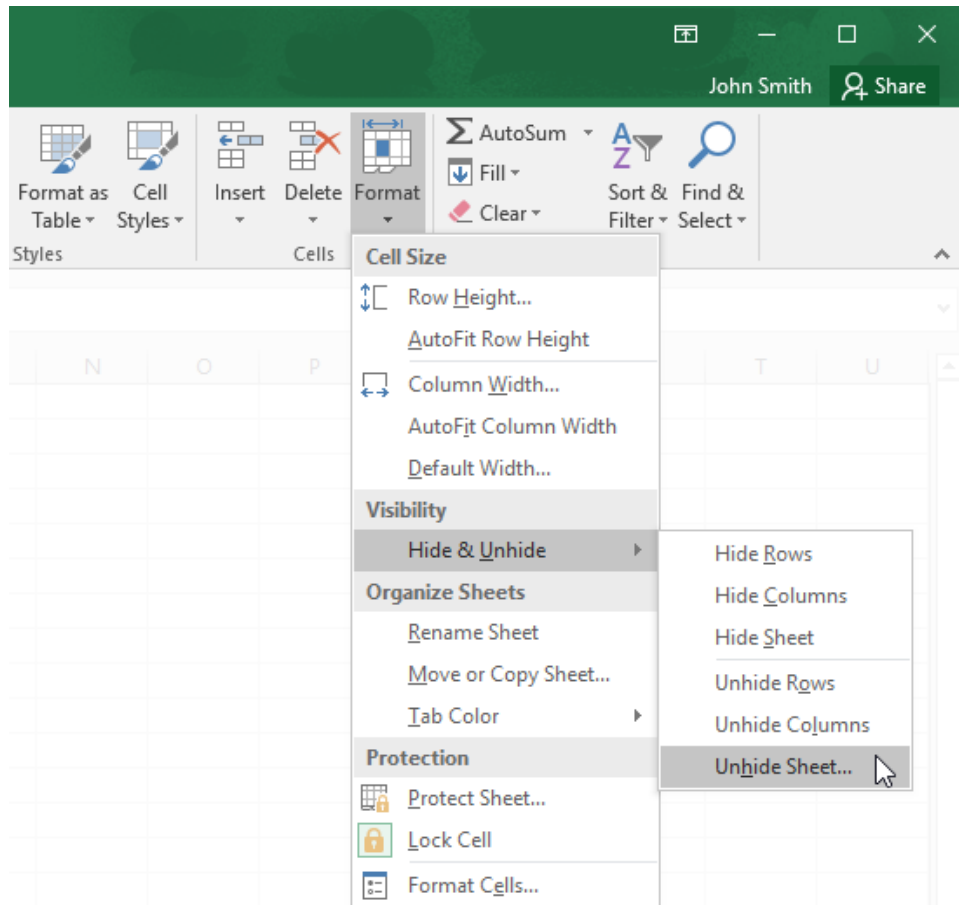 John Smith
Share
AutoSum
Fill
Clear
Format as
Table
Cell
Styles
Insert
Delete
Format
A
Z
Sort &
Filter
Find &
Select
Styles
Cells
Cell Size
Row Height...
AutoFit Row Height
Column Width...
AutoFit Column Width
Default Width...
Visibility
Hide & Unhide
Organize Sheets
Rename Sheet
Move or Copy Sheet...
Tab Color
Protection
Protect Sheet...
Lock Cell
Format Cells...
Hide Rows
Hide Columns
Hide Sheet
Unhide Rows
Unhide Columns
Unhide Sheet...
N O P T U